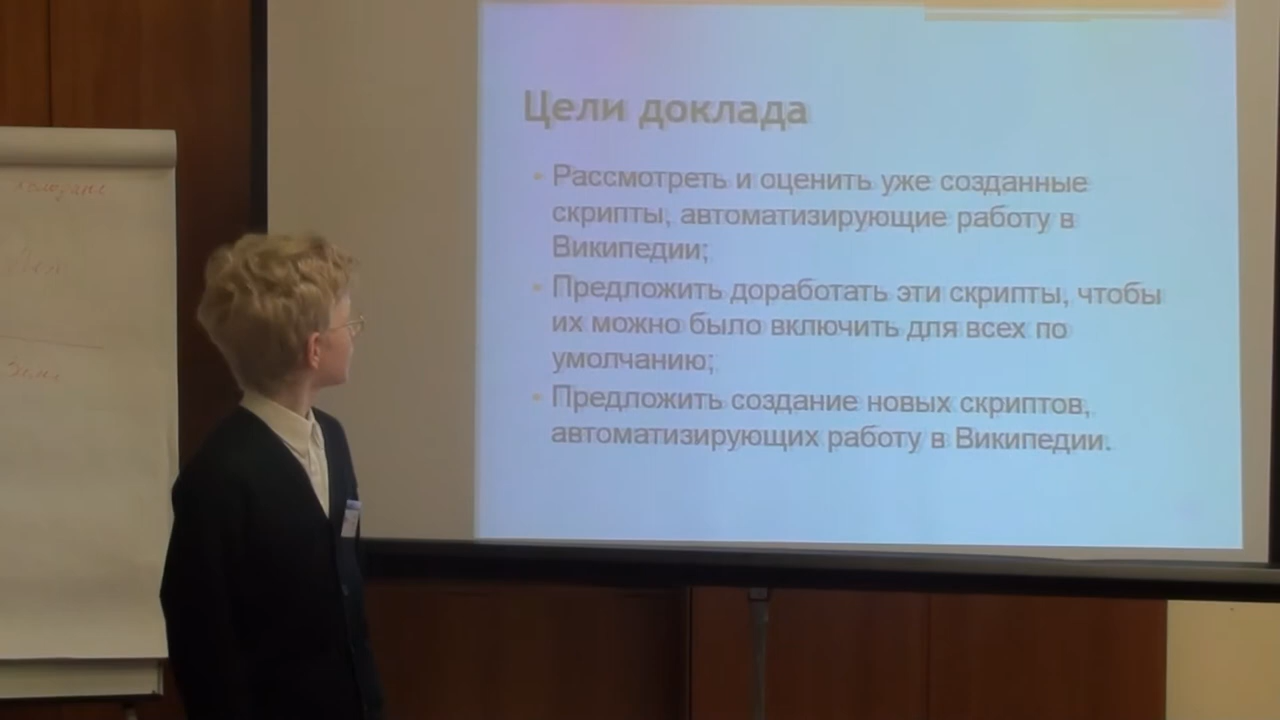 Цели доклада
Рассмотреть и оценить уже созданные
скрипты, автоматизирующие работу в
Википедии;
Предложить доработать эти скрипты, чтобы
их можно было включить для всех по
умолчанию;
Предложить создание новых скриптов,
автоматизирующих работу в Википедии.